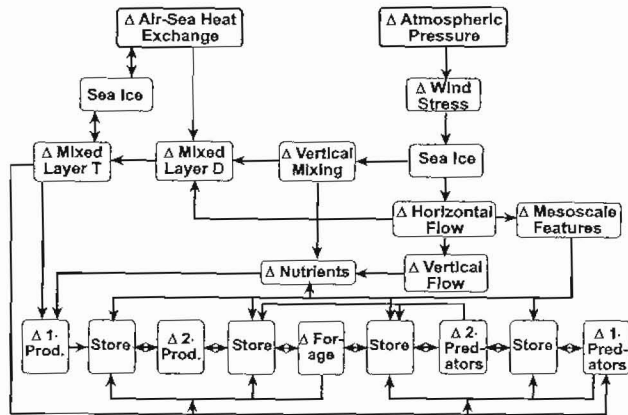 Δ Air-Sea Heat
Exchange
Δ Atmospheric
Pressure
Sea Ice
Δ Wind
Stress
Δ Mixed
Layer T
Δ Mixed
Layer D
Δ Vertical
Mixing
Sea Ice
Δ Horizontal
Flow
Δ Mesoscale
Features
Δ Nutrients
Δ Vertical
Flow
Δ 1·
Prod.
Store
Δ 2·
Prod.
Store
Δ For-
age
Store
Δ 2·
Pred-
ators
Store
Δ 1·
Pred-
ators